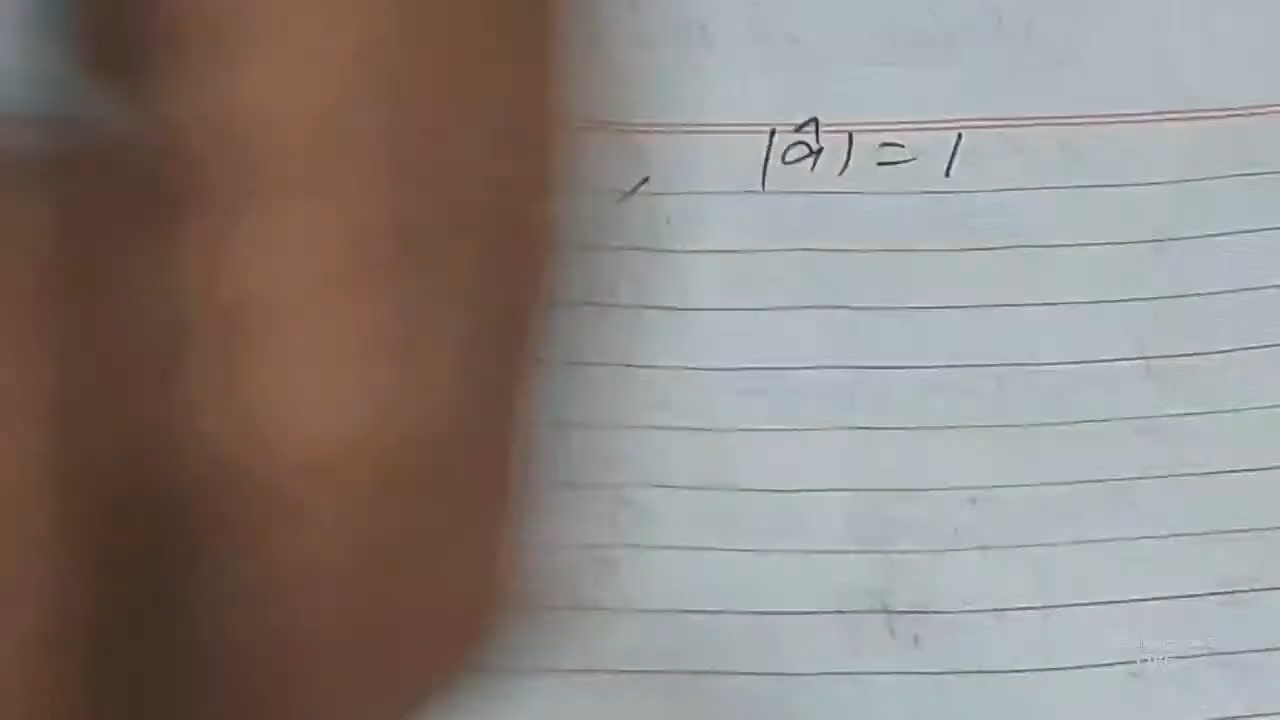 |â| = 1